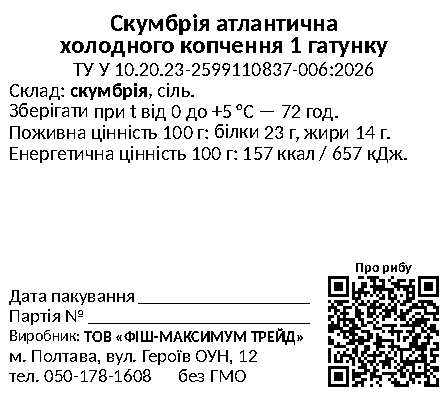 Скумбрія атлантична
холодного копчення 1 гатунку
ТУ У 10.20.23-2599110837-006:2026
Склад: скумбрія, сіль.
Зберігати при t від 0 до +5 °С — 72 год.
Поживна цінність 100 г: білки 23 г, жири 14 г.
Енергетична цінність 100 г: 157 ккал / 657 кДж.
Про рибу
Дата пакування
Партія №
Виробник: ТОВ «ФІШ-МАКСИМУМ ТРЕЙД»
м. Полтава, вул. Героїв ОУН, 12
тел. 050-178-1608 без ГМО